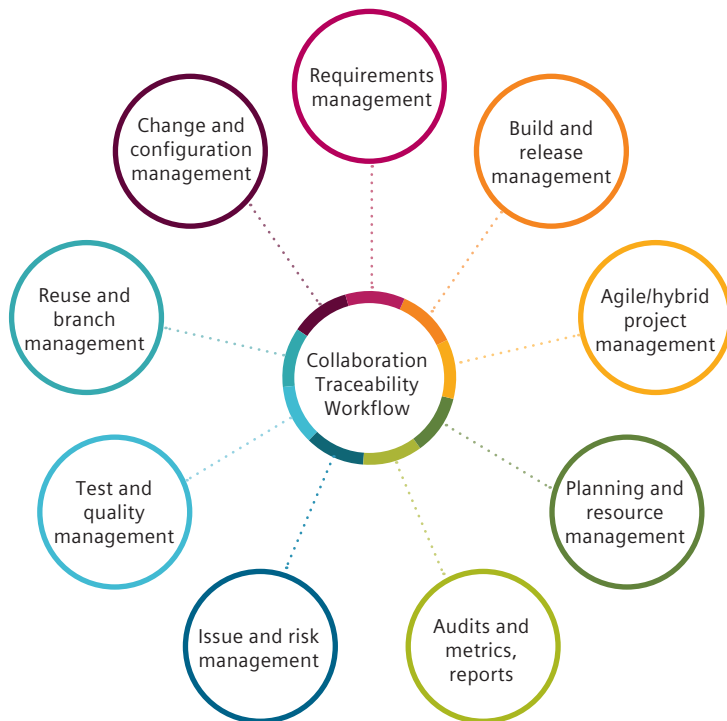 Requirements
management
Build and
release
management
Agile/hybrid
project
management
Planning and
resource
management
Audits and
metrics,
reports
Issue and risk
management
Test and
quality
management
Reuse and
branch
management
Change and
configuration
management
Collaboration
Traceability
Workflow